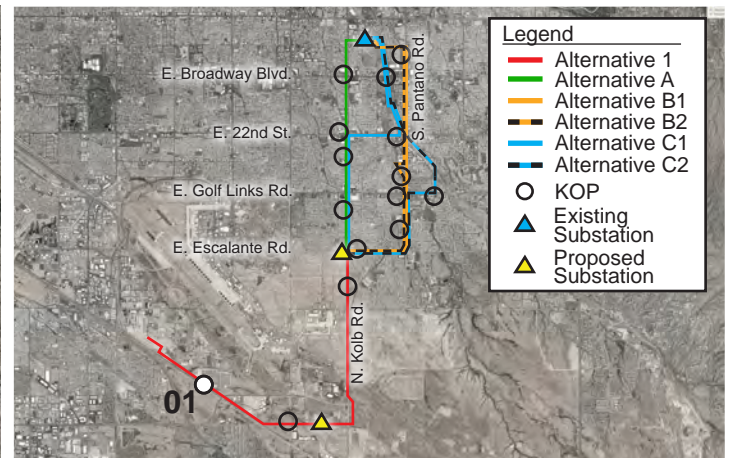 E. Broadway Blvd.
E. 22nd St.
E. Golf Links Rd.
E. Escalante Rd.
S. Pantano Rd.
N. Kolb Rd.
01
Legend
Alternative 1
Alternative A
Alternative B1
Alternative B2
Alternative C1
Alternative C2
KOP
Existing
Substation
Proposed
Substation